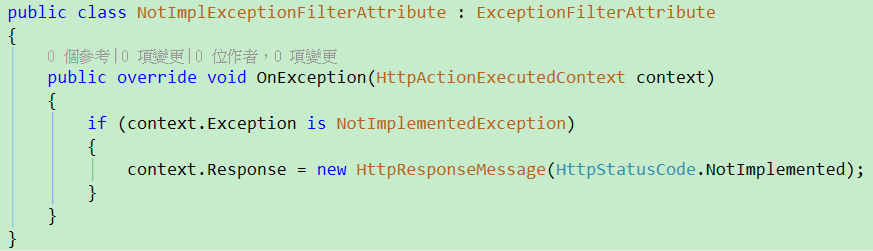 public class NotImplExceptionFilterAttribute : ExceptionFilterAttribute
{
0 個參考|0 項變更|0 位作者，0 項變更
public override void OnException(HttpActionExecutedContext context)
{
if (context.Exception is NotImplementedException)
{
context.Response = new HttpResponseMessage(HttpStatusCode.NotImplemented);
}
}
}